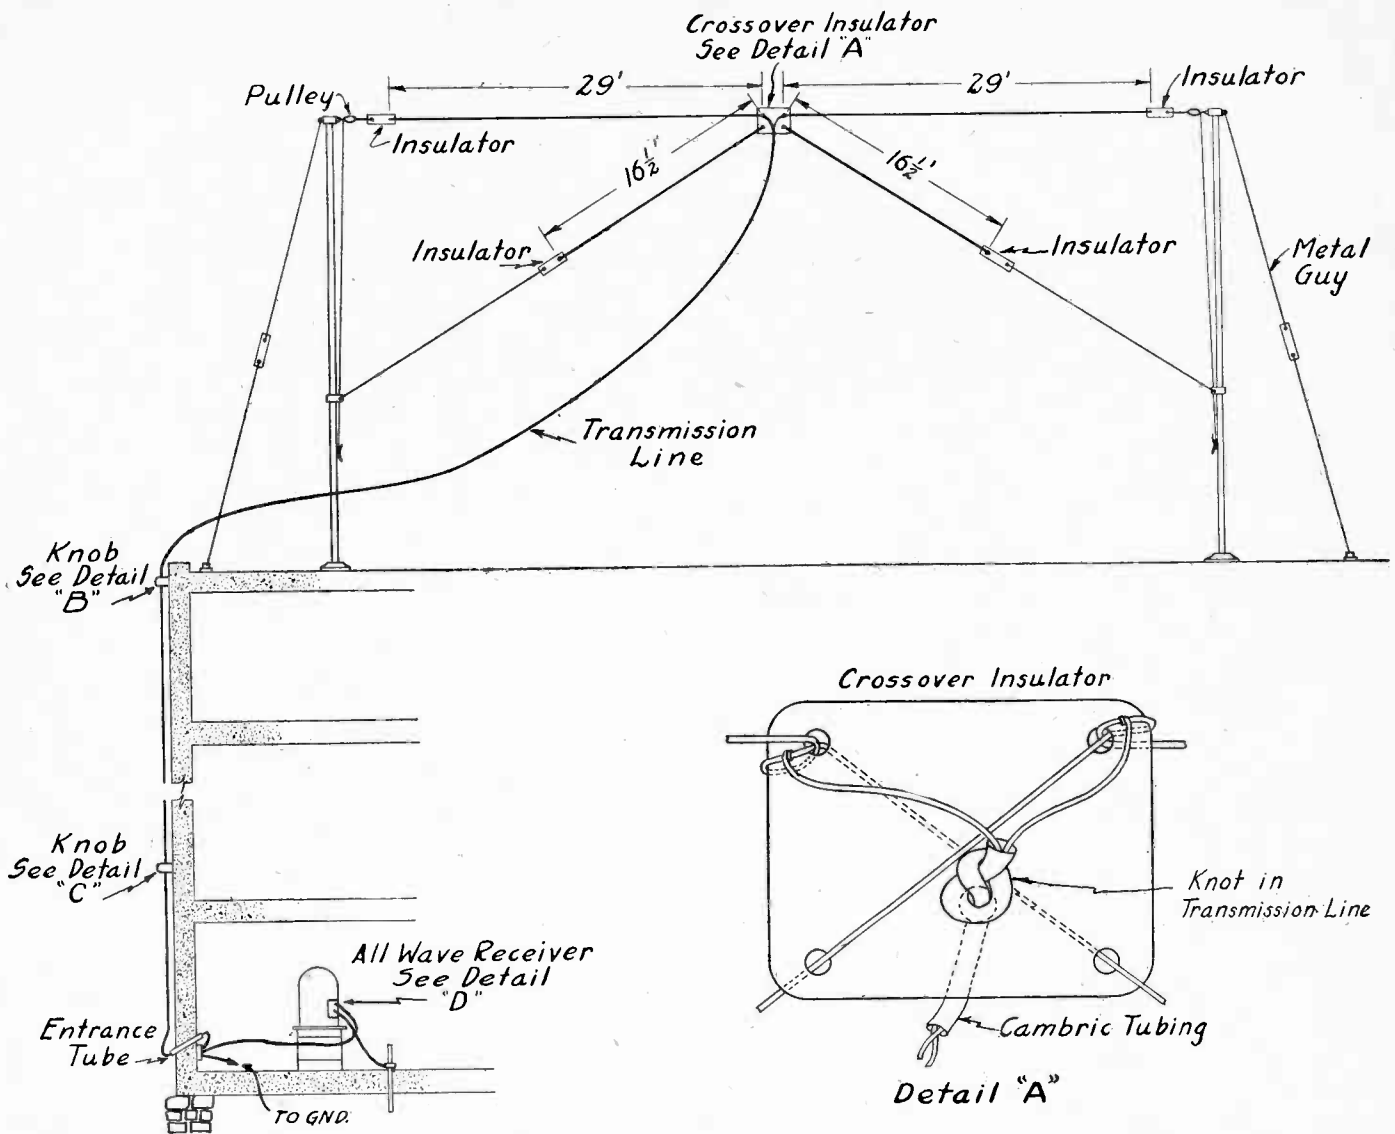 Crossover Insulator
See Detail "A"
29'
29'
Insulator
Pulley
Insulator
16½"
16½'
Insulator
Insulator
Metal
Guy
Transmission
Line
Knob
See Detail
"B"
Crossover Insulator
Knob
See Detail
"C"
Knot in
Transmission Line
All Wave Receiver
See Detail
"D"
Entrance
Tube
Cambric Tubing
TO GND.
Detail "A"